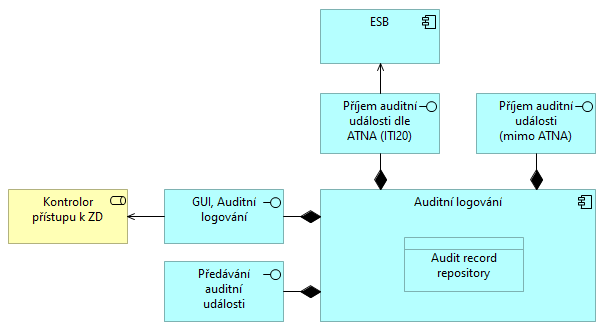 ESB
Příjem auditní
události dle
ATNA (ITI20)
Příjem auditní
události
(mimo ATNA)
Kontrolor
přístupu k ZD
GUI, Auditní
logování
Auditní logování
Audit record
repository
Předávání
auditní
události